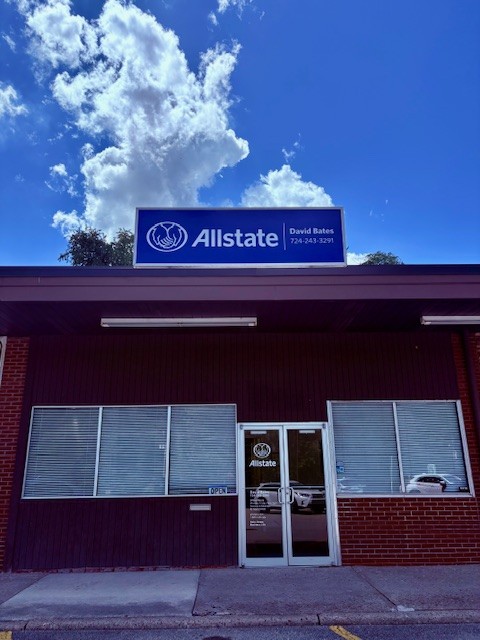 Allstate
David Bates
724-243-3291
Allstate
OPEN